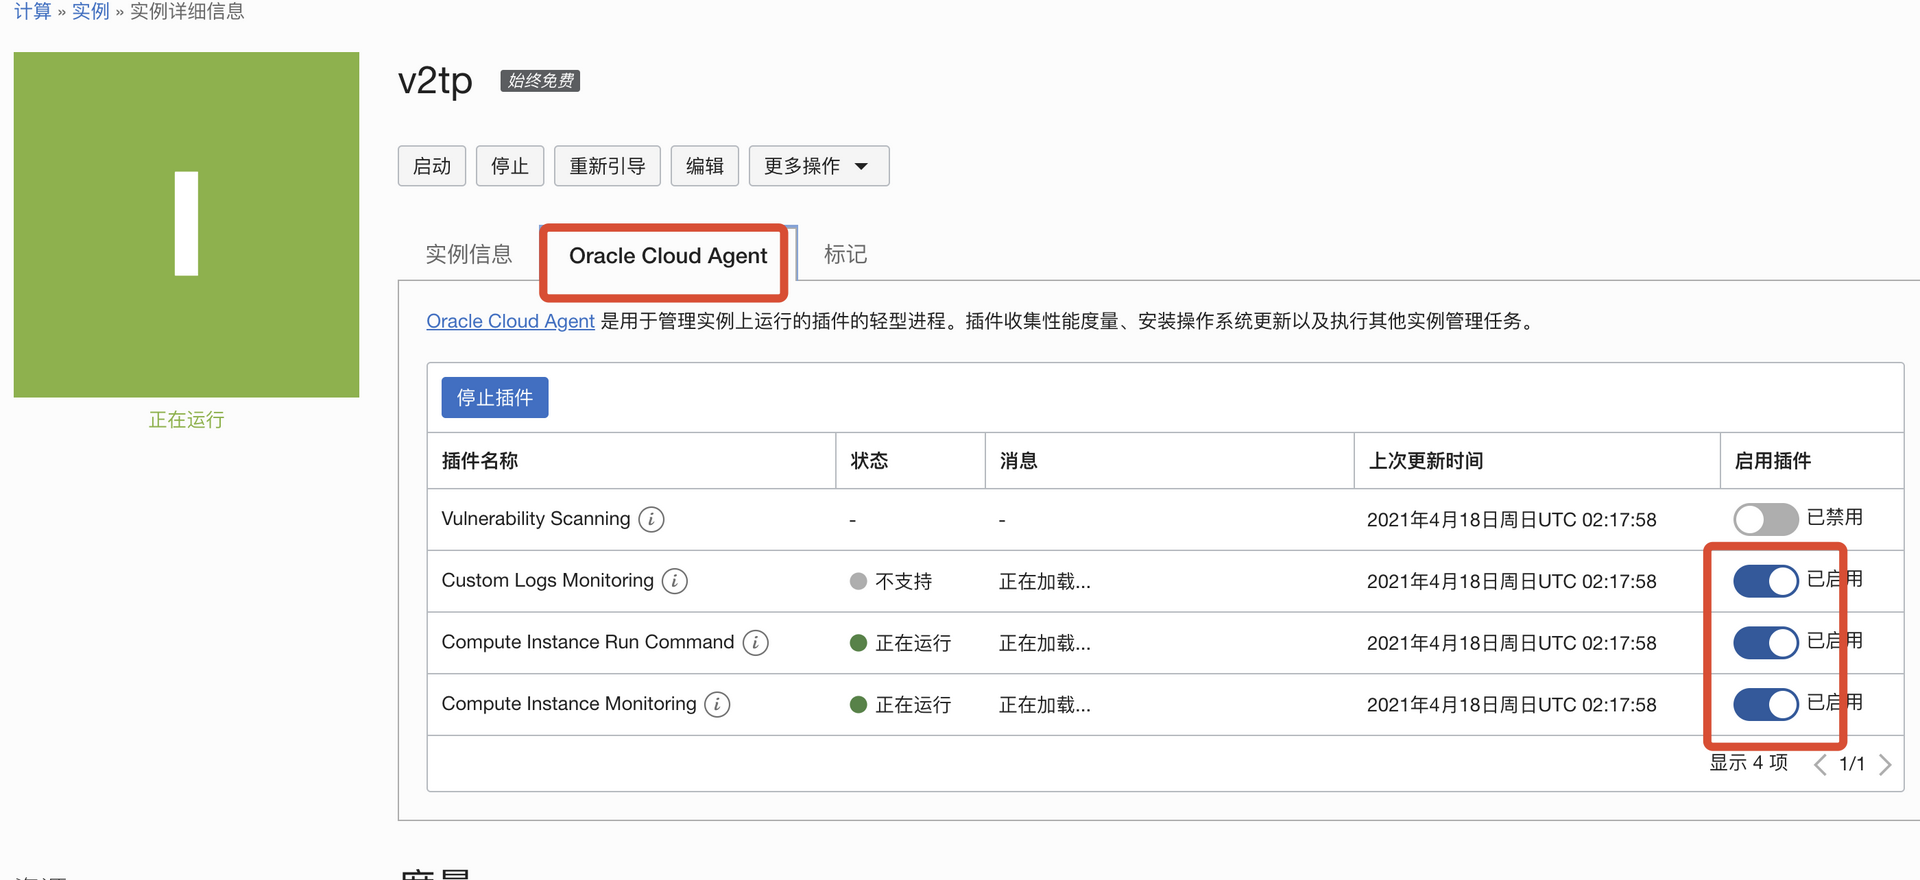 计算 » 实例 » 实例详细信息
v2tp 始终免费
启动 停止 重新引导 编辑 更多操作
正在运行
实例信息 Oracle Cloud Agent 标记
Oracle Cloud Agent 是用于管理实例上运行的插件的轻型进程。插件收集性能度量、安装操作系统更新以及执行其他实例管理任务。
停止插件
插件名称 状态 消息 上次更新时间 启用插件
Vulnerability Scanning i - - 2021年4月18日周日UTC 02:17:58 已禁用
Custom Logs Monitoring i 不支持 正在加载... 2021年4月18日周日UTC 02:17:58 已启用
Compute Instance Run Command i 正在运行 正在加载... 2021年4月18日周日UTC 02:17:58 已启用
Compute Instance Monitoring i 正在运行 正在加载... 2021年4月18日周日UTC 02:17:58 已启用
显示 4 项 1/1